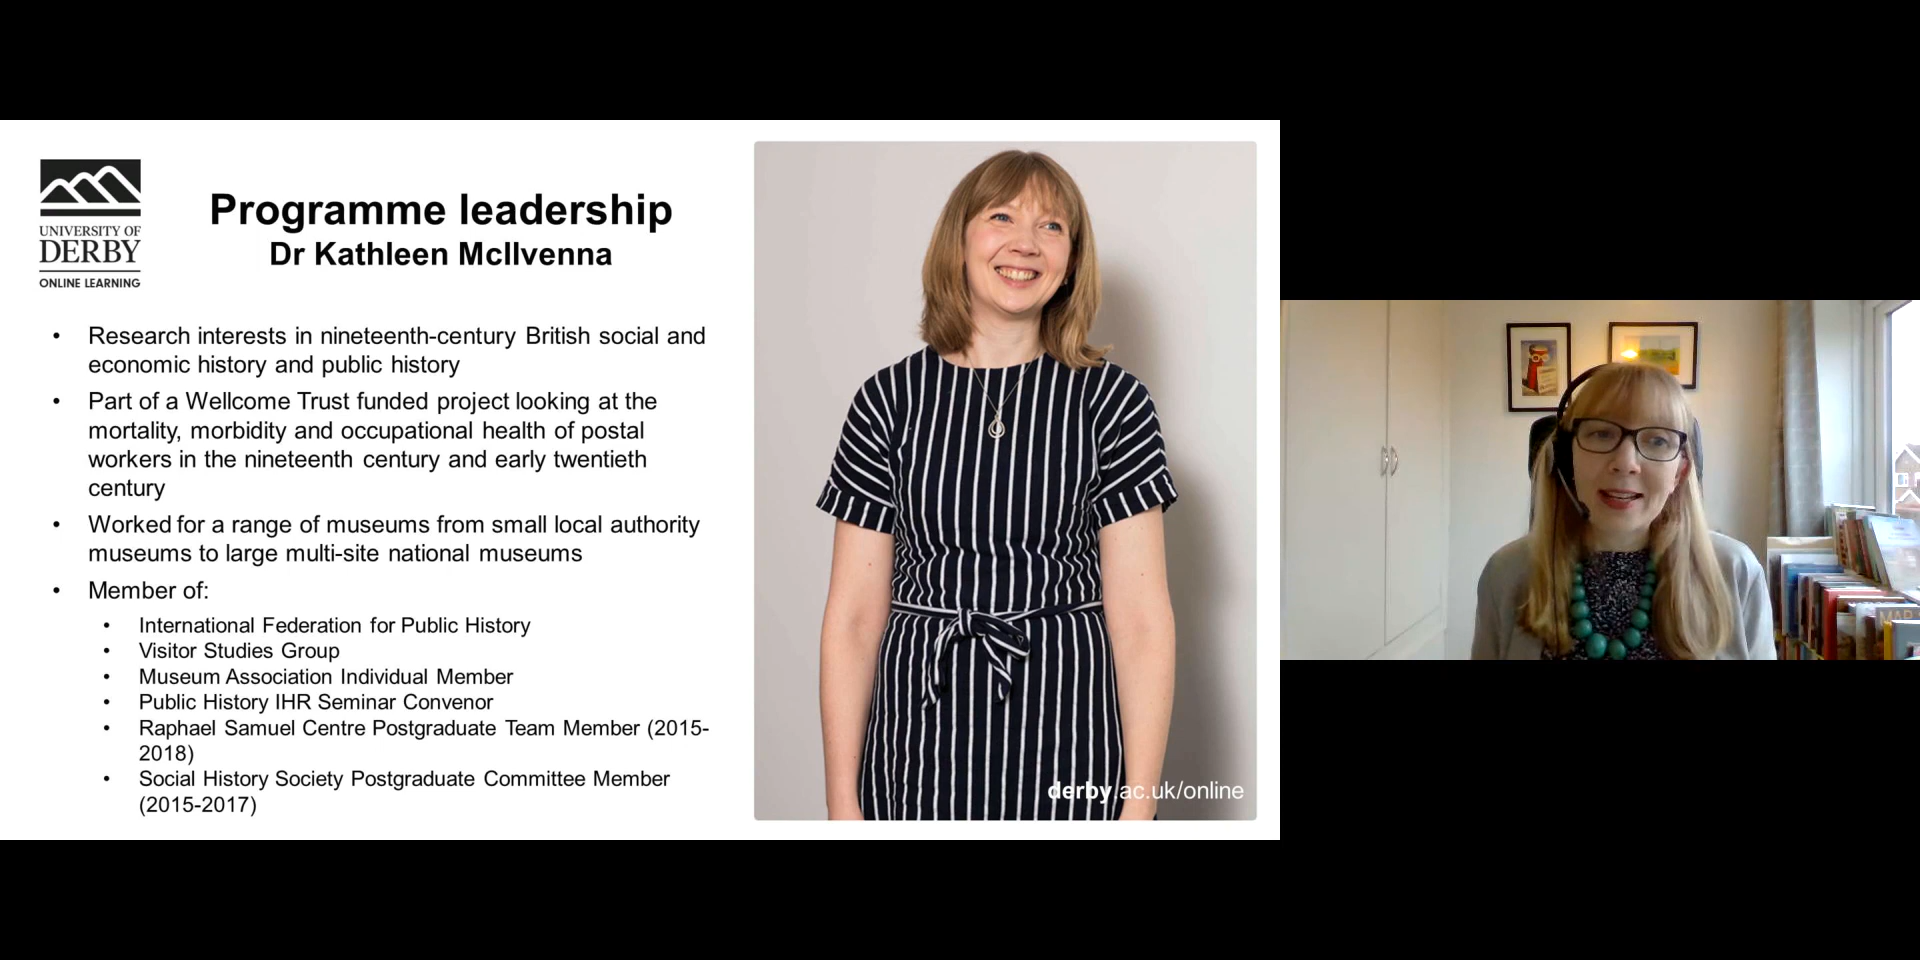 UNIVERSITY OF
DERBY
ONLINE LEARNING
Programme leadership
Dr Kathleen McIlvenna
• Research interests in nineteenth-century British social and
economic history and public history
• Part of a Wellcome Trust funded project looking at the
mortality, morbidity and occupational health of postal
workers in the nineteenth century and early twentieth
century
• Worked for a range of museums from small local authority
museums to large multi-site national museums
• Member of:
• International Federation for Public History
• Visitor Studies Group
• Museum Association Individual Member
• Public History IHR Seminar Convenor
• Raphael Samuel Centre Postgraduate Team Member (2015-
2018)
• Social History Society Postgraduate Committee Member
(2015-2017)
derby.ac.uk/online